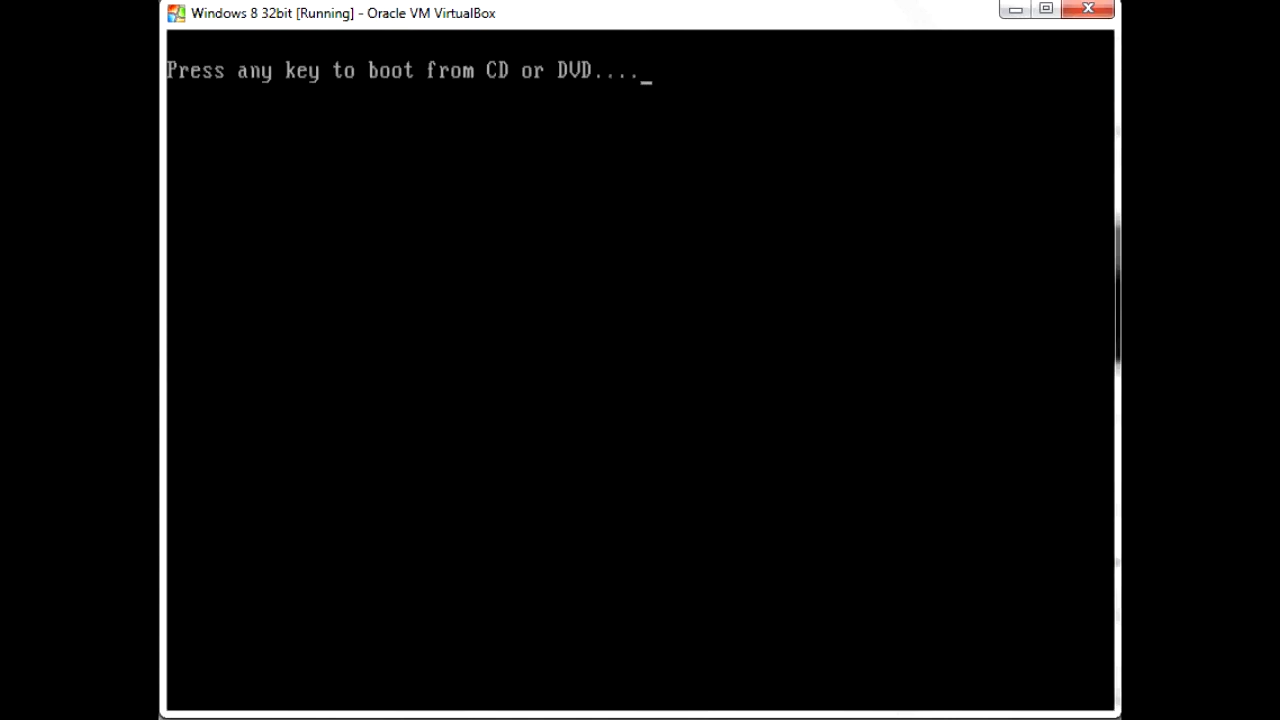 Windows 8 32bit [Running] - Oracle VM VirtualBox
Press any key to boot from CD or DVD...._